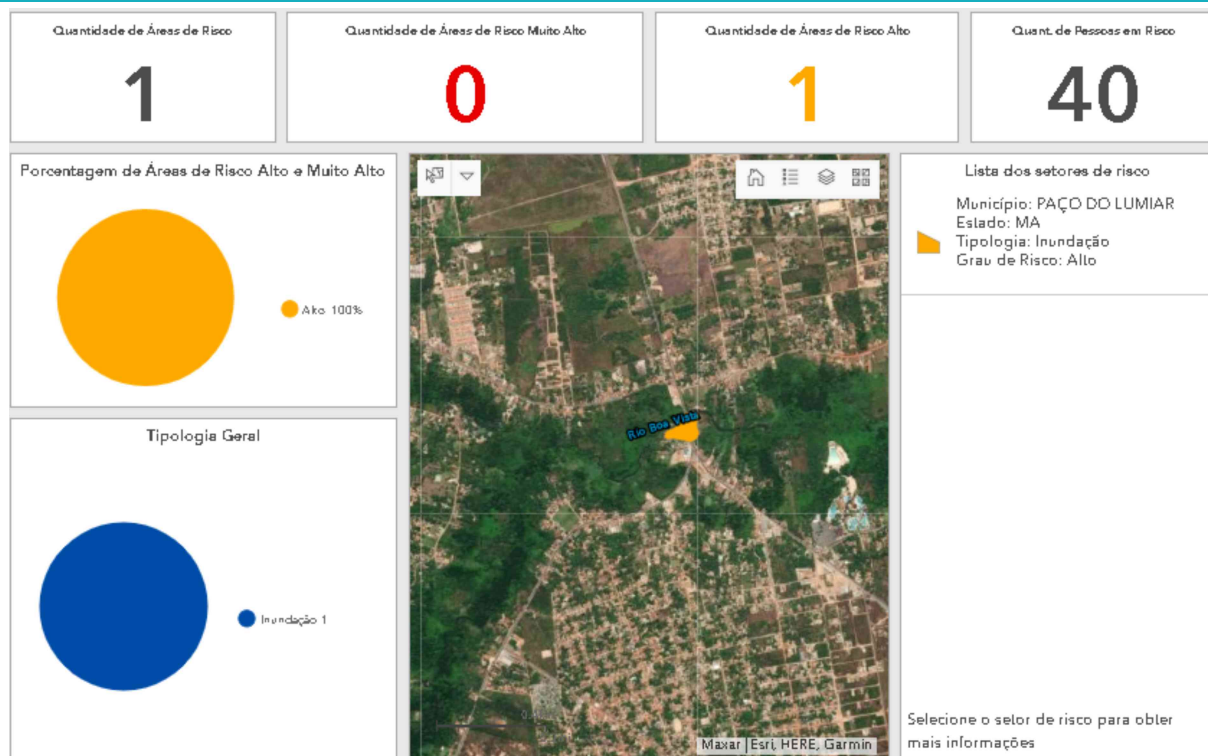 Quantidade de Áreas de Risco
1
Quantidade de Áreas de Risco Muito Alto
0
Quantidade de Áreas de Risco Alto
1
Quant. de Pessoas em Risco
40
Porcentagem de Áreas de Risco Alto e Muito Alto
Alto 100%
Tipologia Geral
Inundação 1
Rio Boa Vista
Maxar | Esri, HERE, Garmin
Lista dos setores de risco
Município: PAÇO DO LUMIAR
Estado: MA
Tipologia: Inundação
Grau de Risco: Alto
Selecione o setor de risco para obter
mais informações